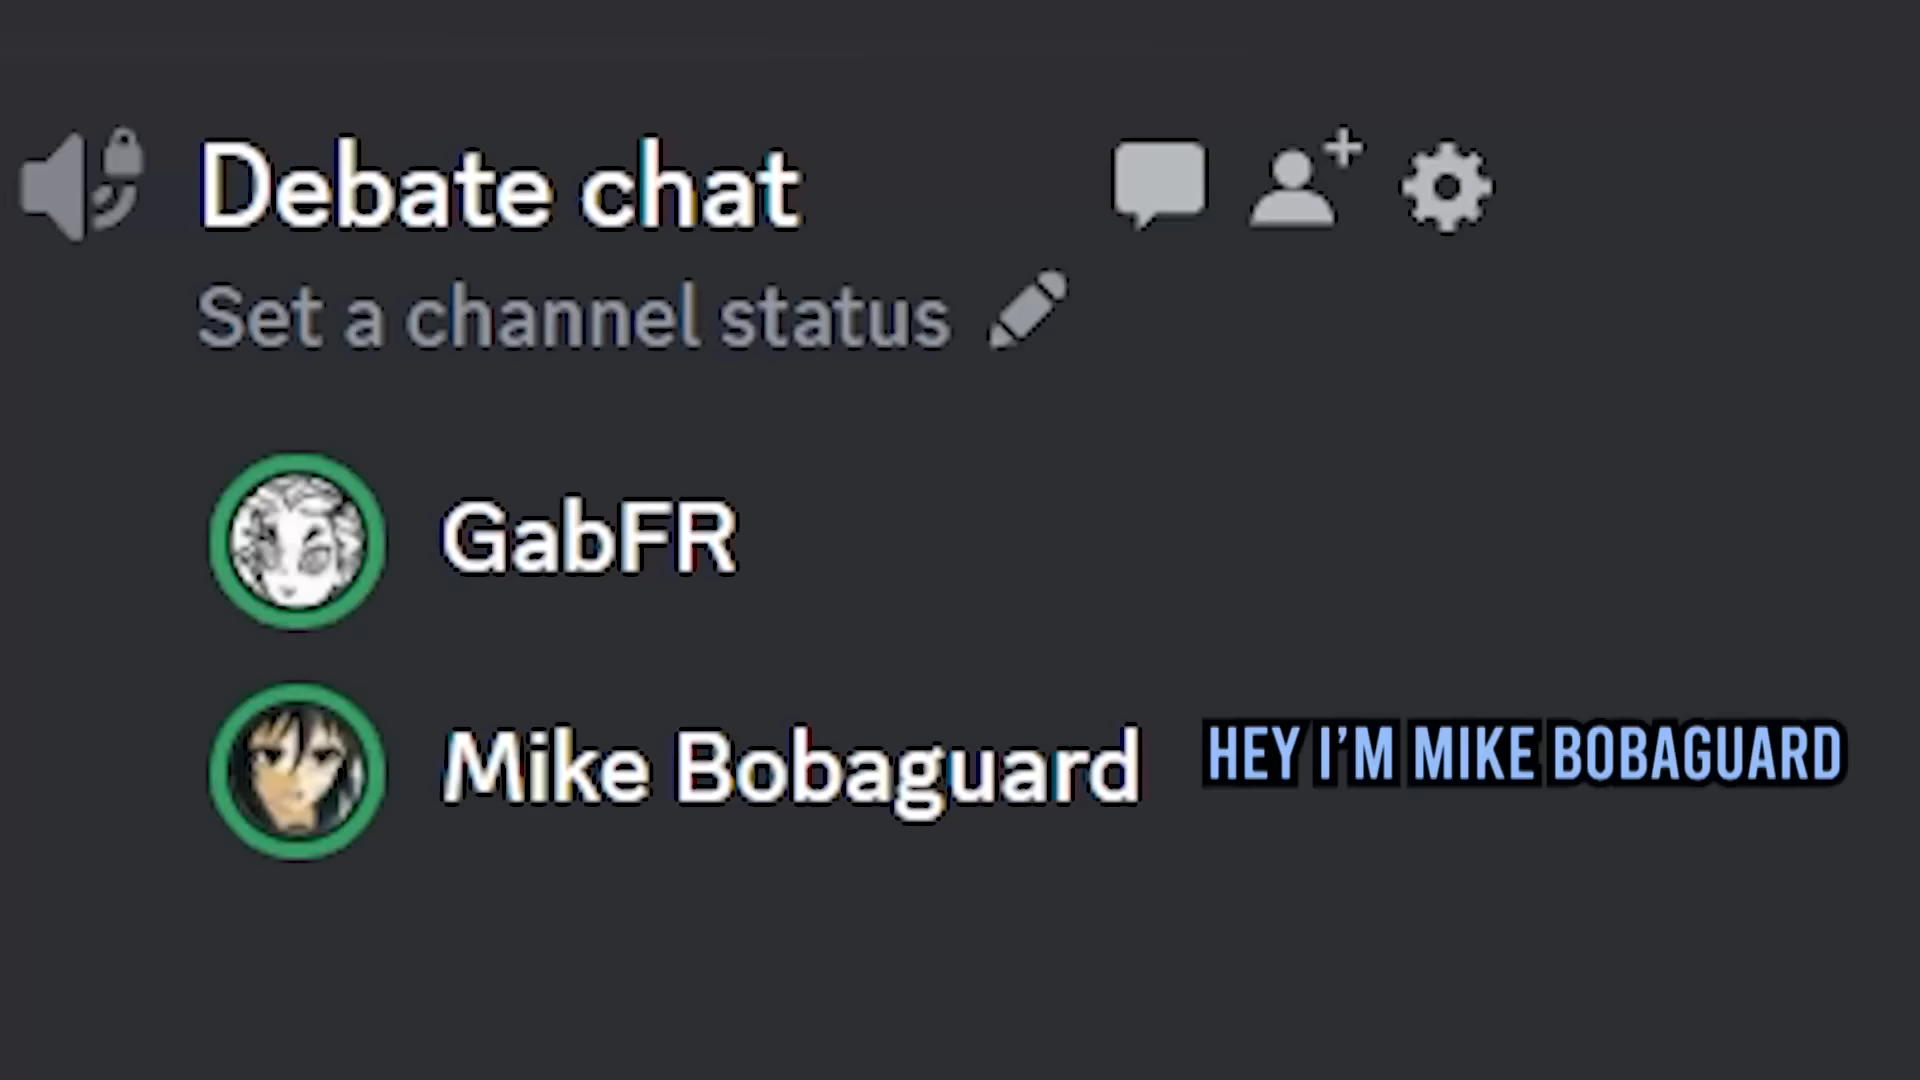 Debate chat
Set a channel status
GabFR
Mike Bobaguard
HEY I'M MIKE BOBAGUARD